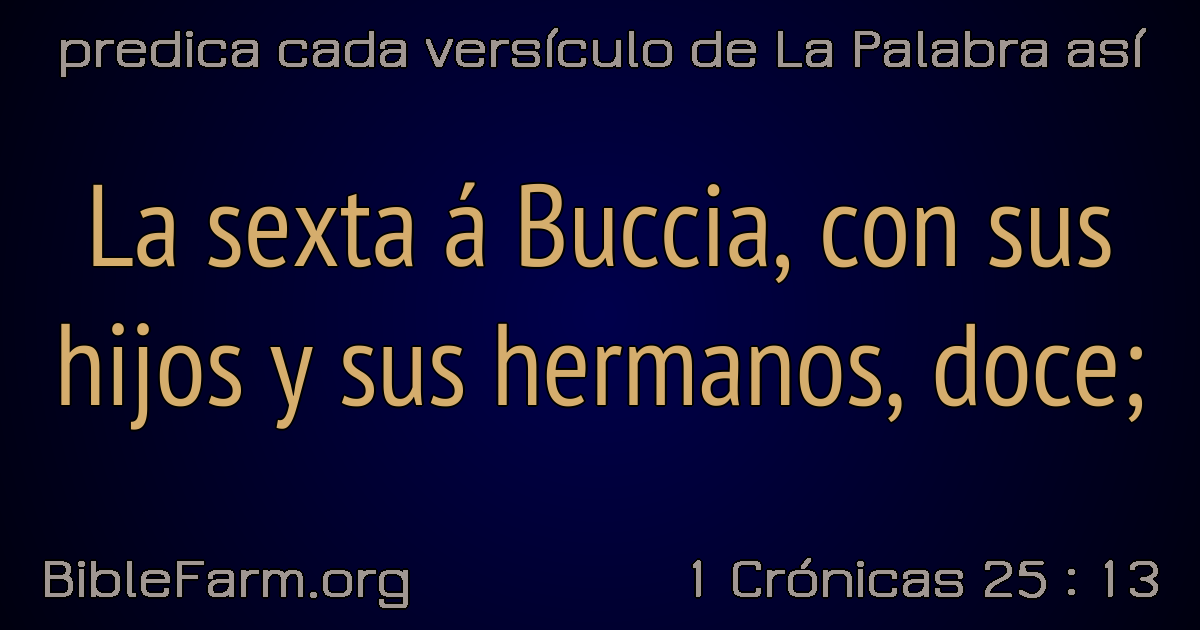 predica cada versículo de La Palabra así
La sexta á Buccia, con sus
hijos y sus hermanos, doce;
BibleFarm.org
1 Crónicas 25 : 13